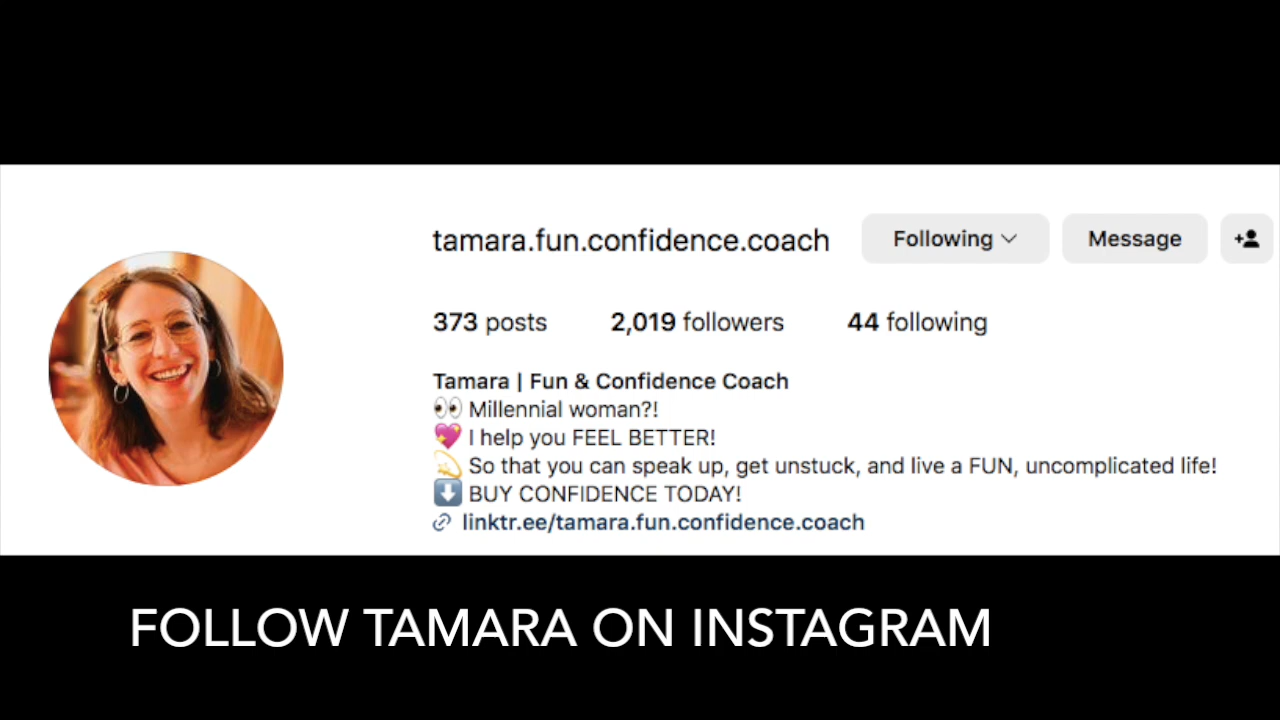 tamara.fun.confidence.coach Following Message
373 posts 2,019 followers 44 following
Tamara | Fun & Confidence Coach
👀 Millennial woman?!
💖 I help you FEEL BETTER!
💫 So that you can speak up, get unstuck, and live a FUN, uncomplicated life!
⬇️ BUY CONFIDENCE TODAY!
linktr.ee/tamara.fun.confidence.coach
FOLLOW TAMARA ON INSTAGRAM